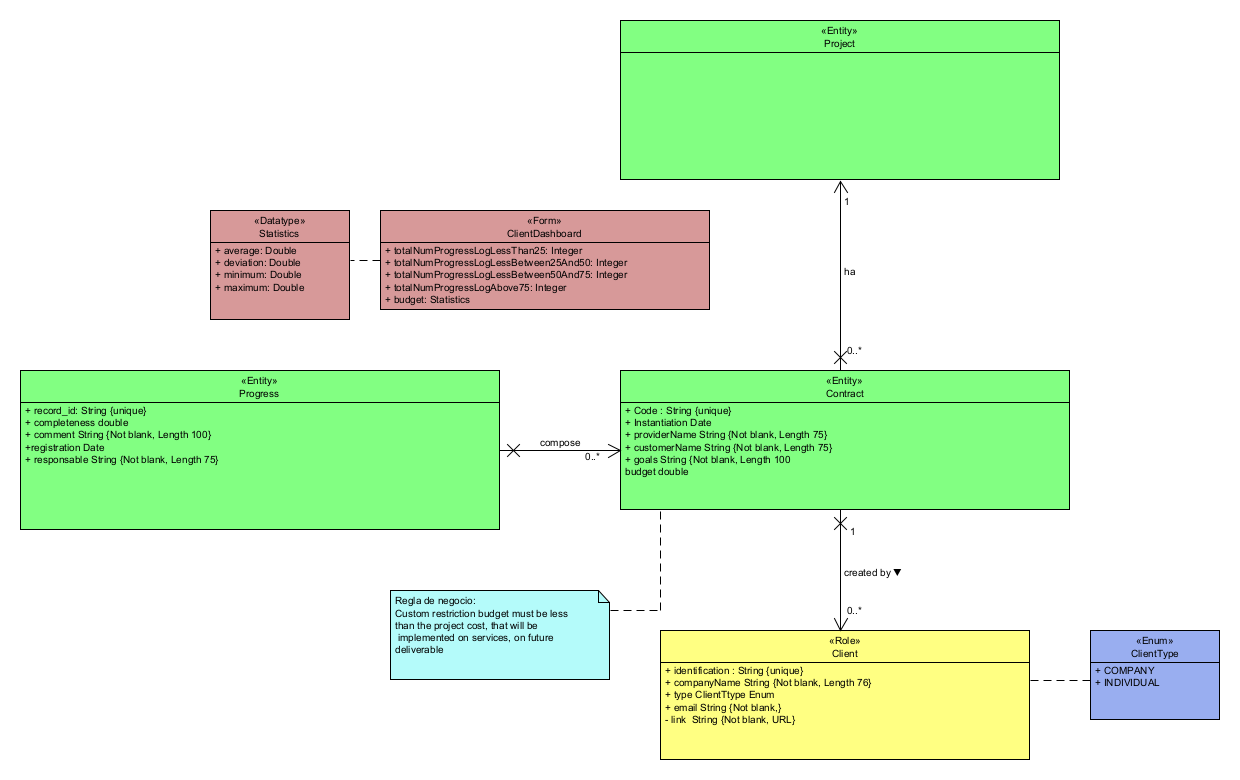 «Entity»
Project
1
ha
0..*
«Datatype»
Statistics
+ average: Double
+ deviation: Double
+ minimum: Double
+ maximum: Double
«Form»
ClientDashboard
+ totalNumProgressLogLessThan25: Integer
+ totalNumProgressLogLessBetween25And50: Integer
+ totalNumProgressLogLessBetween50And75: Integer
+ totalNumProgressLogAbove75: Integer
+ budget: Statistics
«Entity»
Progress
+ record_id: String {unique}
+ completeness double
+ comment String {Not blank, Length 100}
+registration Date
+ responsable String {Not blank, Length 75}
compose
0..*
«Entity»
Contract
+ Code : String {unique}
+ Instantiation Date
+ providerName String {Not blank, Length 75}
+ customerName String {Not blank, Length 75}
+ goals String {Not blank, Length 100
budget double
1
created by ▼
0..*
Regla de negocio:
Custom restriction budget must be less
than the project cost, that will be
implemented on services, on future
deliverable
«Role»
Client
+ identification : String {unique}
+ companyName String {Not blank, Length 76}
+ type ClientTtype Enum
+ email String {Not blank,}
- link String {Not blank, URL}
«Enum»
ClientType
+ COMPANY
+ INDIVIDUAL